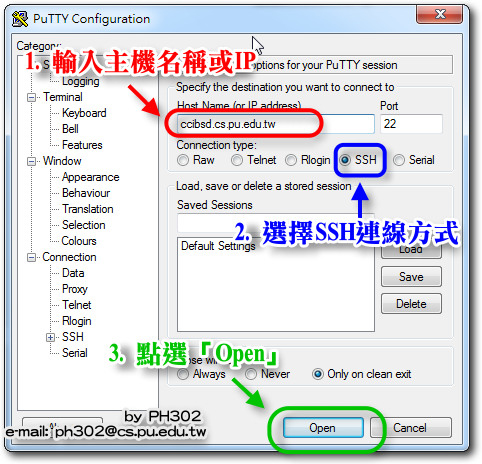 PuTTY Configuration
Category:
1. 輸入主機名稱或IP
options for your PuTTY session
Logging
Terminal
Keyboard
Bell
Features
Window
Appearance
Behaviour
Translation
Selection
Colours
Connection
Data
Proxy
Telnet
Rlogin
SSH
Serial
Specify the destination you want to connect to
Host Name (or IP address)
Port
ccibsd.cs.pu.edu.tw
22
Connection type:
Raw
Telnet
Rlogin
SSH
Serial
Load, save or delete a stored session
Saved Sessions
2. 選擇SSH連線方式
Default Settings
Load
Save
Delete
3. 點選「Open」
Always
Never
Only on clean exit
by PH302
e-mail: ph302@cs.pu.edu.tw
Open
Cancel